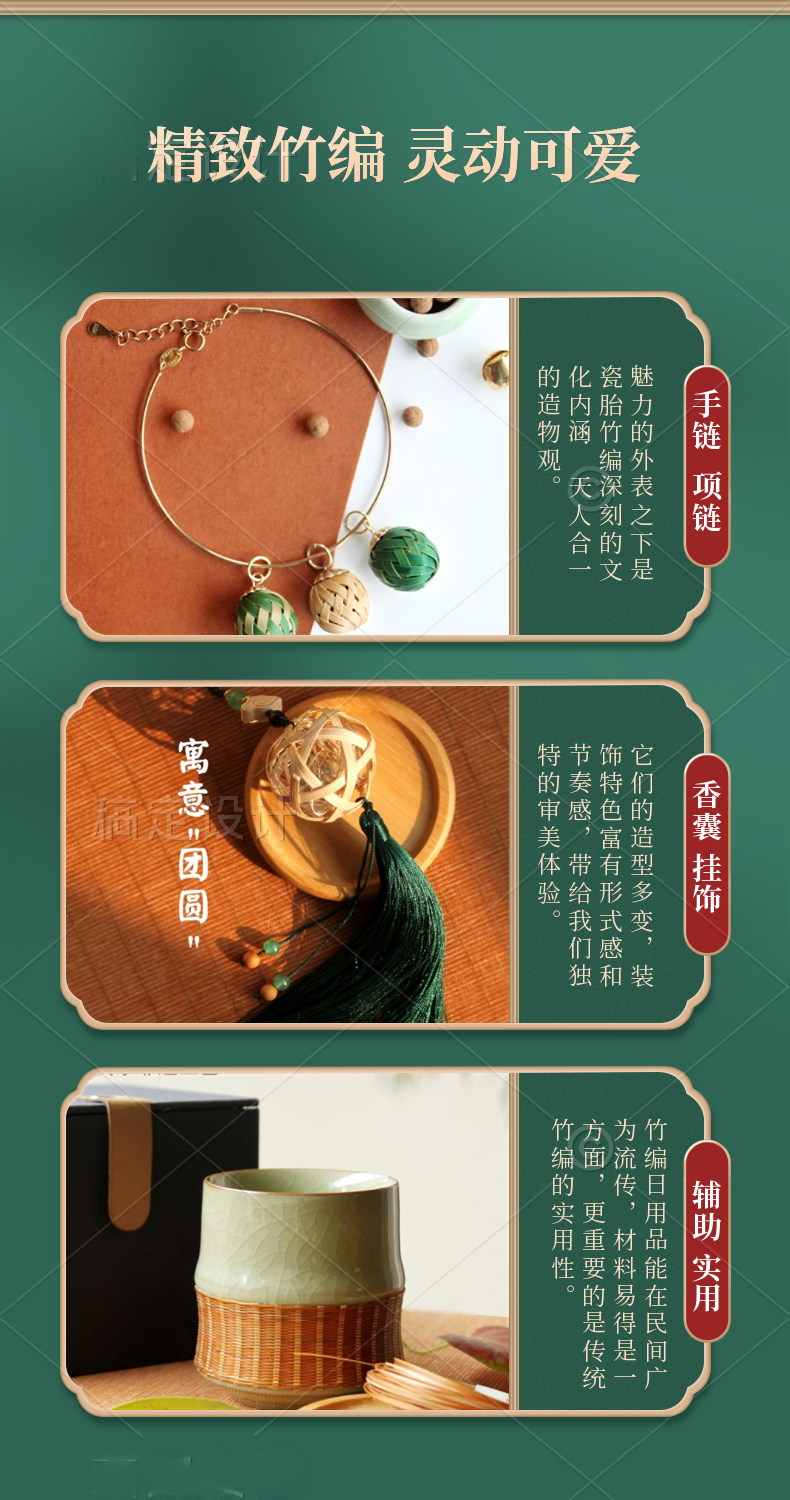 精致竹编 灵动可爱
手链 项链
魅力的外表之下是
瓷胎竹编深刻的文
化内涵．天人合一
的造物观。
香囊 挂饰
它们的造型多变，装
饰特色富有形式感和
节奏感，带给我们独
特的审美体验。
寓意"团圆"
搞定设计
辅助 实用
竹编日用品能在民间广
为流传，材料易得是一
方面，更重要的是传统
竹编的实用性。